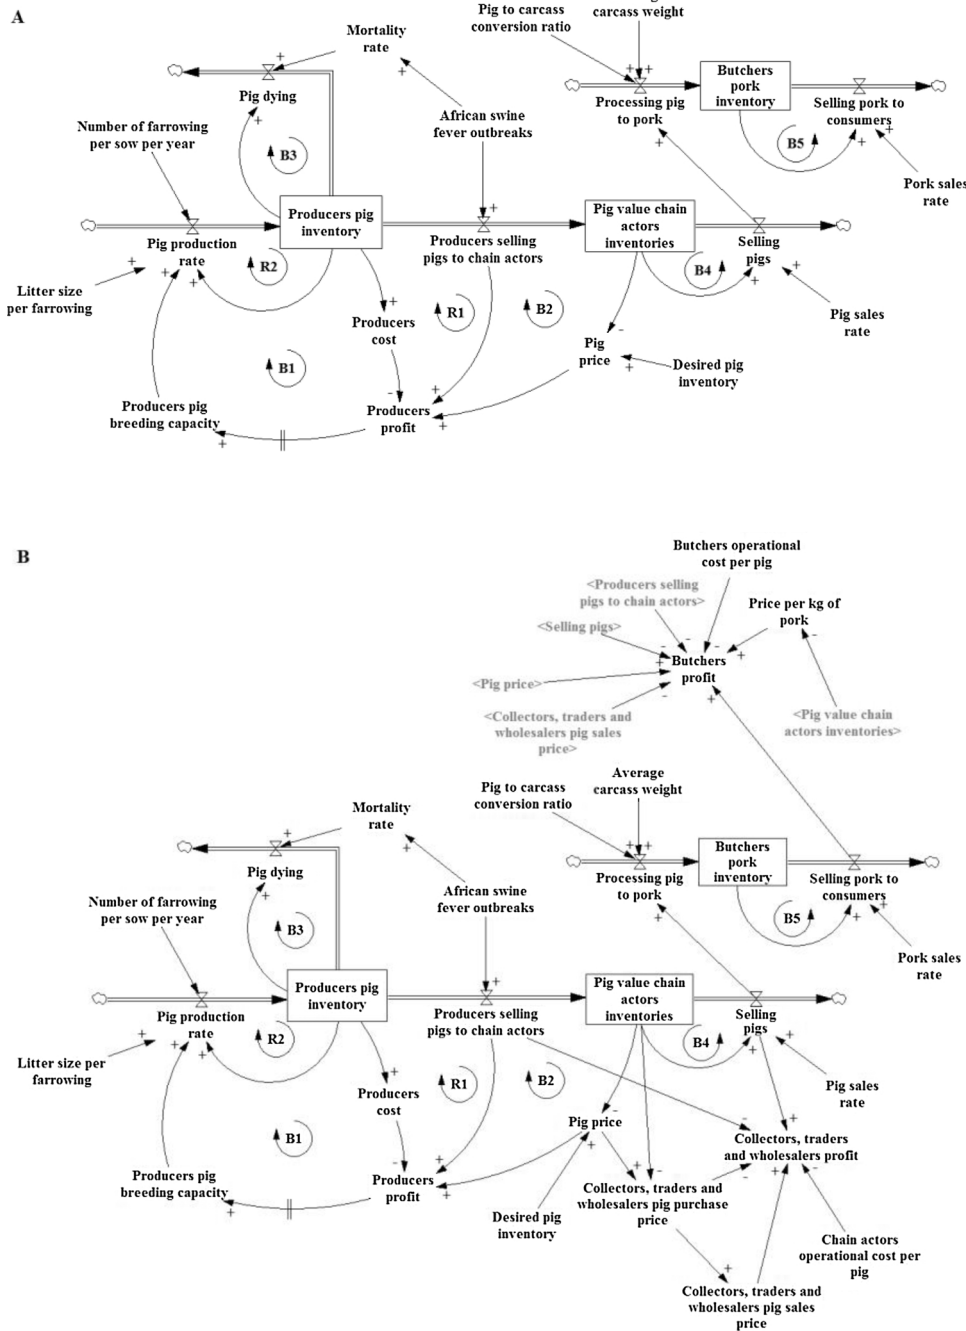 A
Pig to carcass
conversion ratio
carcass weight
Mortality
rate
+
+
Pig dying
+
African swine
fever outbreaks
Number of farrowing
per sow per year
B3
+ +
Butchers
pork
inventory
Processing pig
to pork
+
Selling pork to
consumers
+
+
B5
Pork sales
rate
Producers pig
inventory
+
Pig value chain
actors
inventories
Pig production
rate
+
+
+
R2
Producers selling
pigs to chain actors
Selling
pigs
+
+
B4
Litter size
per farrowing
+
Producers
cost
R1
B2
Pig sales
rate
-
Pig
price
+
Desired pig
inventory
B1
-
+
+
Producers
profit
Producers pig
breeding capacity
+
B
Butchers operational
cost per pig
<Producers selling
pigs to chain actors>
Price per kg of
pork
-
<Selling pigs>
-
-
-
+
+
Butchers
profit
<Pig price>
-
+
<Collectors, traders and
wholesalers pig sales
price>
<Pig value chain
actors inventories>
Pig to carcass
conversion ratio
Average
carcass weight
Mortality
rate
+
+
Pig dying
+
African swine
fever outbreaks
Number of farrowing
per sow per year
B3
+ +
Butchers
pork
inventory
Processing pig
to pork
+
Selling pork to
consumers
+
+
B5
Pork sales
rate
Producers pig
inventory
+
Pig value chain
actors
inventories
Pig production
rate
+
+
+
R2
Producers selling
pigs to chain actors
Selling
pigs
+
+
B4
Litter size per
farrowing
+
Producers
cost
R1
B2
Pig sales
rate
-
Pig price
+
-
+
Collectors, traders
and wholesalers profit
B1
-
+
+
Producers
profit
+
-
-
+
-
Producers pig
breeding capacity
+
Collectors, traders and
wholesalers pig purchase
price
Desired pig
inventory
Chain actors
operational cost per
pig
+
Collectors, traders and
wholesalers pig sales
price